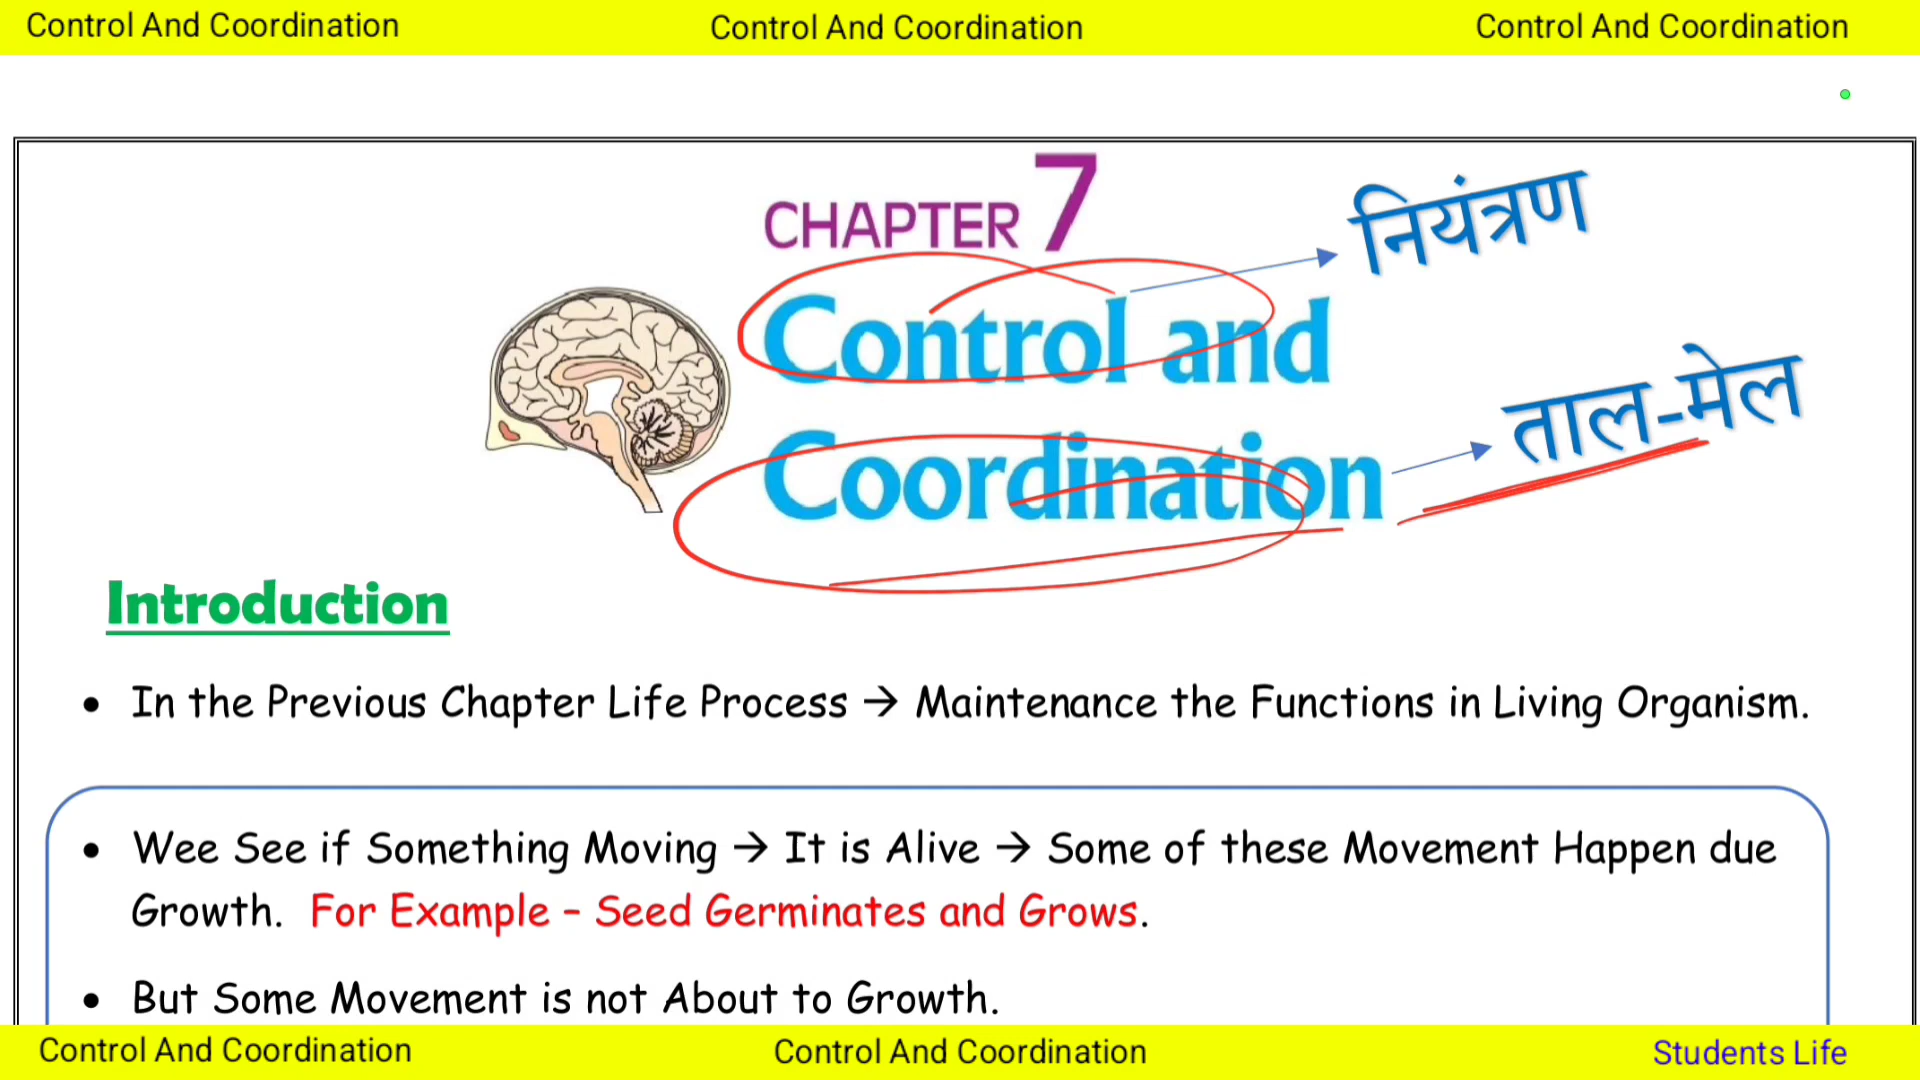 Control And Coordination Control And Coordination Control And Coordination
CHAPTER 7
नियंत्रण
Control and
ताल-मेल
Coordination
Introduction
• In the Previous Chapter Life Process → Maintenance the Functions in Living Organism.
• Wee See if Something Moving → It is Alive → Some of these Movement Happen due
Growth. For Example – Seed Germinates and Grows.
• But Some Movement is not About to Growth.
Control And Coordination Control And Coordination Students Life